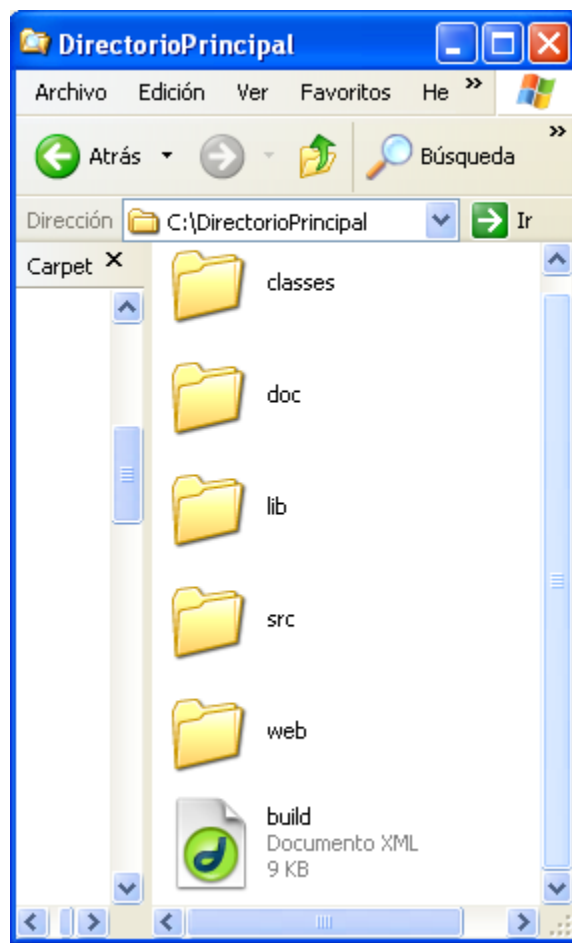 DirectorioPrincipal
Archivo Edición Ver Favoritos He »
Atrás Búsqueda »
Dirección C:\DirectorioPrincipal Ir
Carpet
classes
doc
lib
src
web
build
Documento XML
9 KB